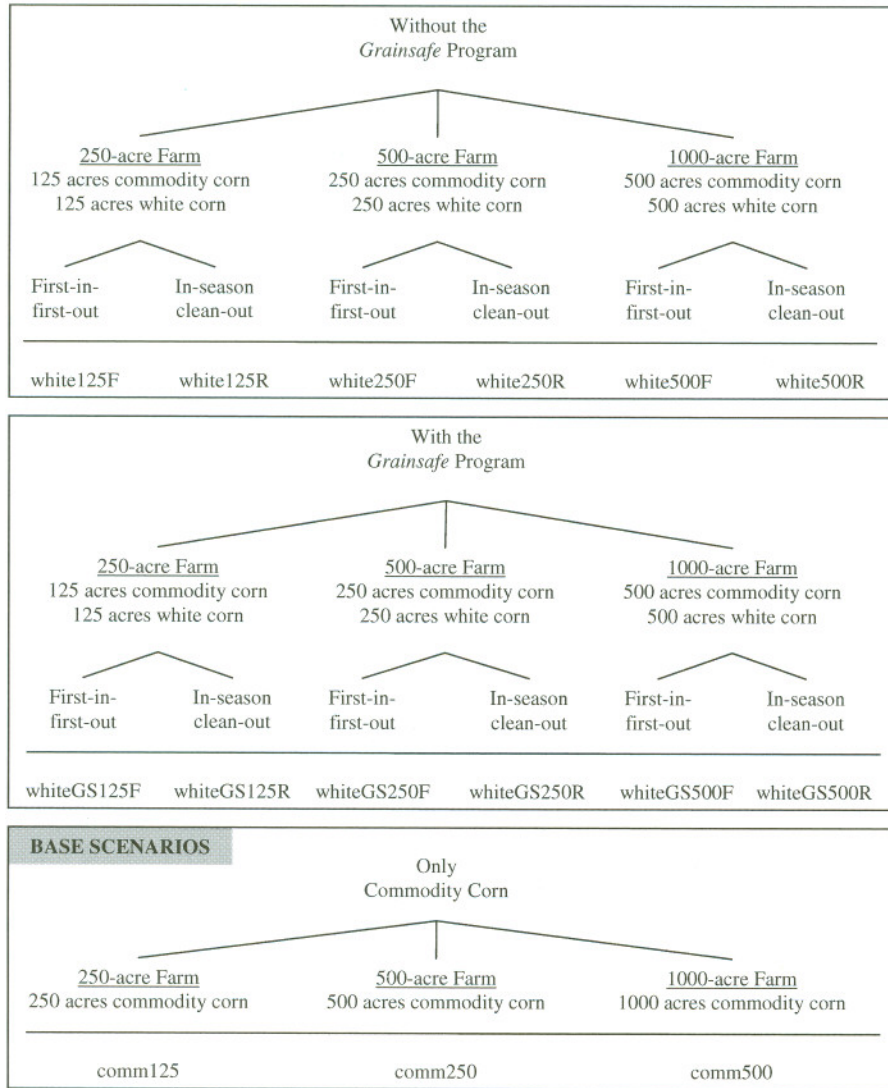 Without the
Grainsafe Program
250-acre Farm
125 acres commodity corn
125 acres white corn
500-acre Farm
250 acres commodity corn
250 acres white corn
1000-acre Farm
500 acres commodity corn
500 acres white corn
First-in-
first-out
In-season
clean-out
First-in-
first-out
In-season
clean-out
First-in-
first-out
In-season
clean-out
white125F white125R white250F white250R white500F white500R
With the
Grainsafe Program
250-acre Farm
125 acres commodity corn
125 acres white corn
500-acre Farm
250 acres commodity corn
250 acres white corn
1000-acre Farm
500 acres commodity corn
500 acres white corn
First-in-
first-out
In-season
clean-out
First-in-
first-out
In-season
clean-out
First-in-
first-out
In-season
clean-out
whiteGS125F whiteGS125R whiteGS250F whiteGS250R whiteGS500F whiteGS500R
BASE SCENARIOS
Only
Commodity Corn
250-acre Farm
250 acres commodity corn
500-acre Farm
500 acres commodity corn
1000-acre Farm
1000 acres commodity corn
comm125 comm250 comm500